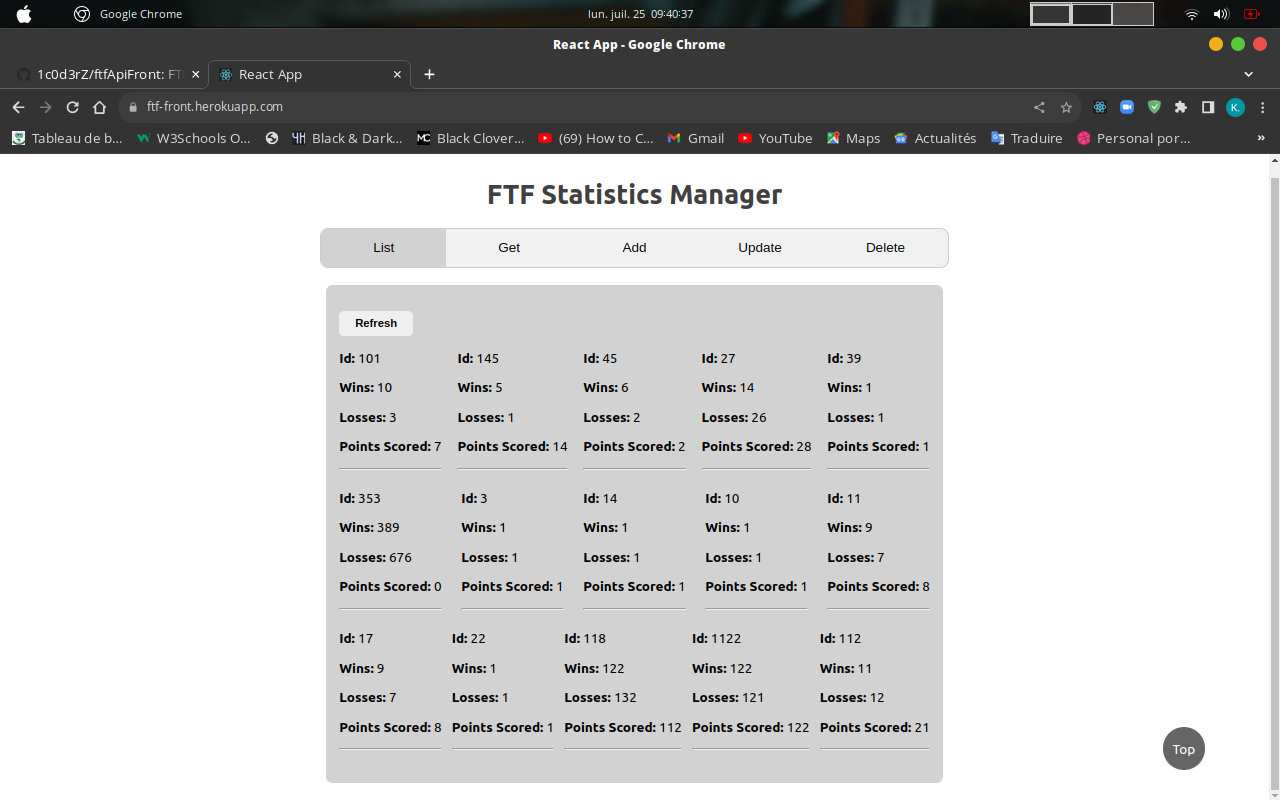 Google Chrome lun. juil. 25 09:40:37
React App - Google Chrome
1c0d3rZ/ftfApiFront: FT React App
ftf-front.herokuapp.com K.
Tableau de b... W3Schools O... Black & Dark... Black Clover... (69) How to C... Gmail YouTube Maps Actualités Traduire Personal por... »
FTF Statistics Manager
List Get Add Update Delete
Refresh
Id: 101 Id: 145 Id: 45 Id: 27 Id: 39
Wins: 10 Wins: 5 Wins: 6 Wins: 14 Wins: 1
Losses: 3 Losses: 1 Losses: 2 Losses: 26 Losses: 1
Points Scored: 7 Points Scored: 14 Points Scored: 2 Points Scored: 28 Points Scored: 1
Id: 353 Id: 3 Id: 14 Id: 10 Id: 11
Wins: 389 Wins: 1 Wins: 1 Wins: 1 Wins: 9
Losses: 676 Losses: 1 Losses: 1 Losses: 1 Losses: 7
Points Scored: 0 Points Scored: 1 Points Scored: 1 Points Scored: 1 Points Scored: 8
Id: 17 Id: 22 Id: 118 Id: 1122 Id: 112
Wins: 9 Wins: 1 Wins: 122 Wins: 122 Wins: 11
Losses: 7 Losses: 1 Losses: 132 Losses: 121 Losses: 12
Points Scored: 8 Points Scored: 1 Points Scored: 112 Points Scored: 122 Points Scored: 21
Top